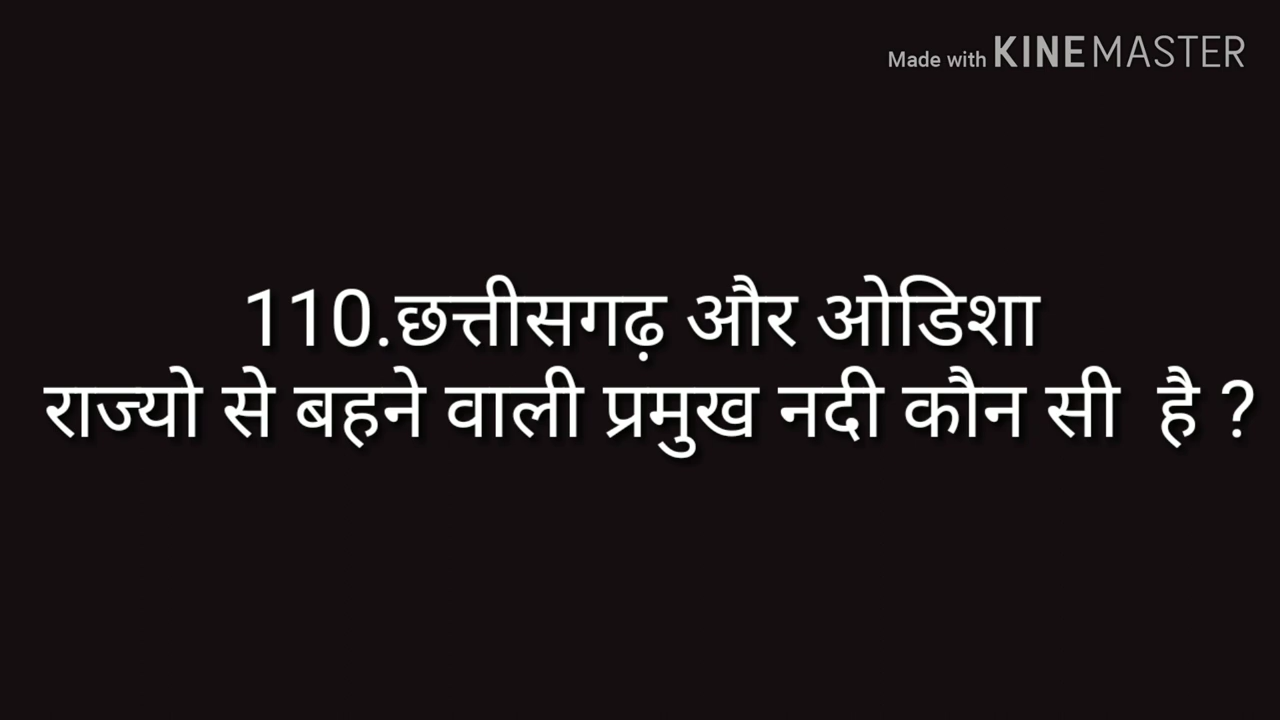 Made with KINEMASTER
110.छत्तीसगढ़ और ओडिशा
राज्यो से बहने वाली प्रमुख नदी कौन सी  है ?